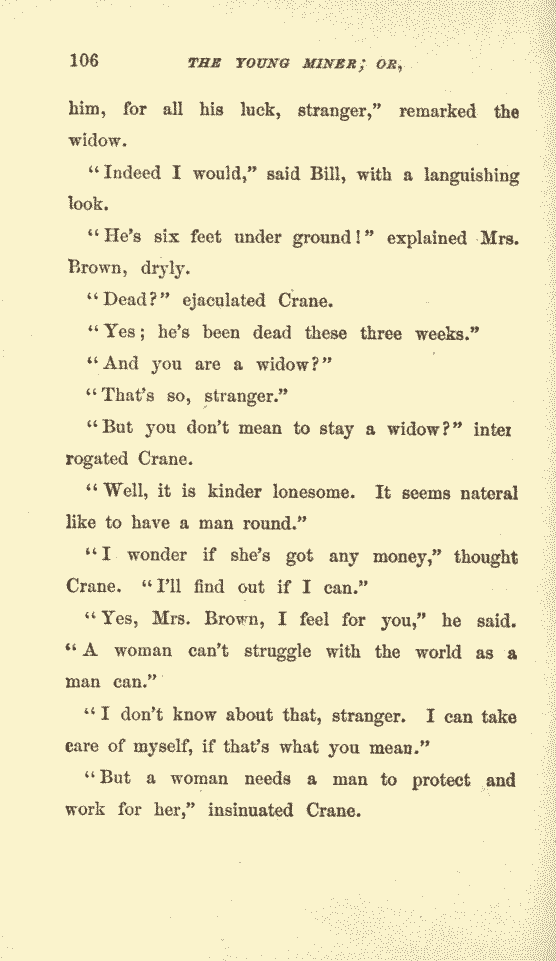 106 THE YOUNG MINER; OR,
him, for all his luck, stranger,” remarked the
widow.
“Indeed I would,” said Bill, with a languishing
look.
“He’s six feet under ground!” explained Mrs.
Brown, dryly.
“Dead?” ejaculated Crane.
“Yes; he’s been dead these three weeks.”
“And you are a widow?”
“That’s so, stranger.”
“But you don’t mean to stay a widow?” inter
rogated Crane.
“Well, it is kinder lonesome. It seems nateral
like to have a man round.”
“I wonder if she’s got any money,” thought
Crane. “I’ll find out if I can.”
“Yes, Mrs. Brown, I feel for you,” he said.
“A woman can’t struggle with the world as a
man can.”
“I don’t know about that, stranger. I can take
care of myself, if that’s what you mean.”
“But a woman needs a man to protect and
work for her,” insinuated Crane.